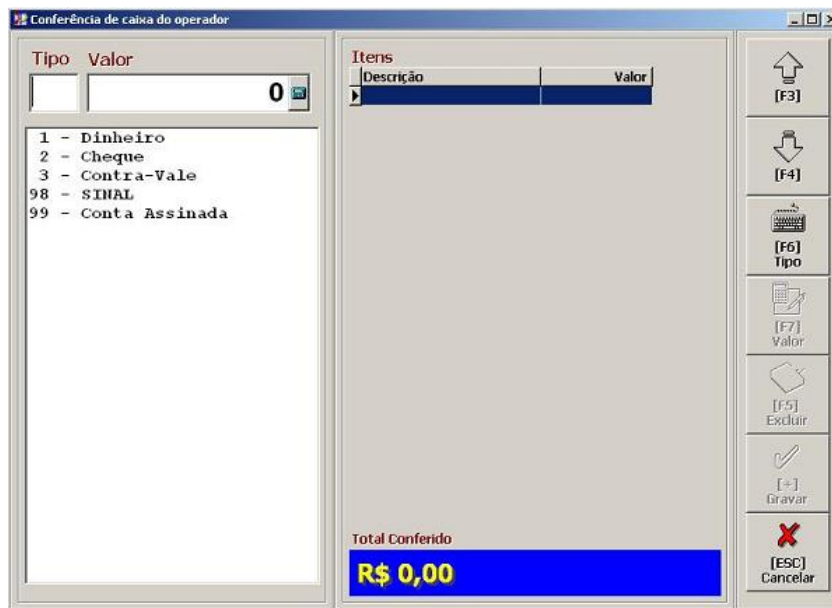 Conferência de caixa do operador
Tipo Valor
0
1 - Dinheiro
2 - Cheque
3 - Contra-Vale
98 - SINAL
99 - Conta Assinada
Itens
Descrição Valor
Total Conferido
R$ 0,00
[F3]
[F4]
[F6]
Tipo
[F7]
Valor
[F5]
Excluir
[+]
Gravar
[ESC]
Cancelar